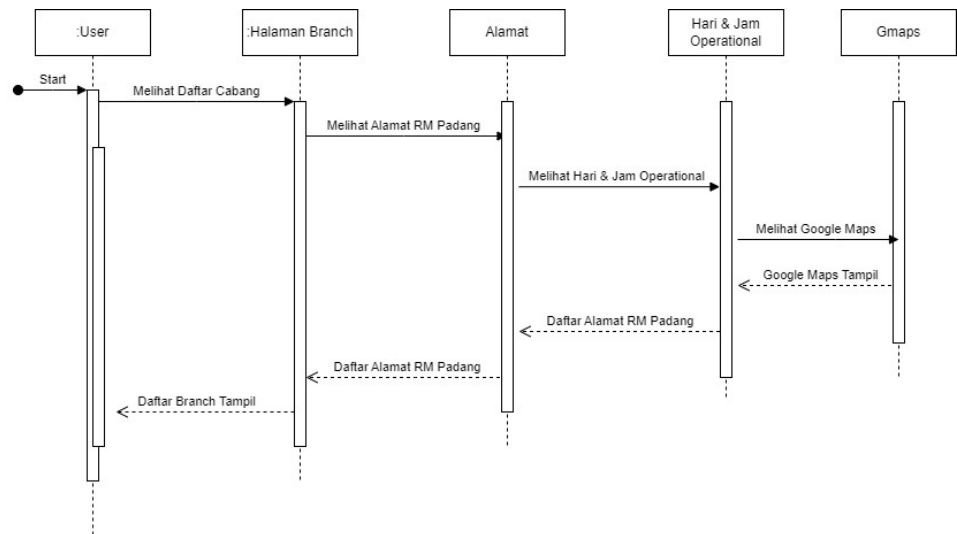 :User
:Halaman Branch
Alamat
Hari & Jam
Operational
Gmaps
Start
Melihat Daftar Cabang
Melihat Alamat RM Padang
Melihat Hari & Jam Operational
Melihat Google Maps
Google Maps Tampil
Daftar Alamat RM Padang
Daftar Alamat RM Padang
Daftar Branch Tampil